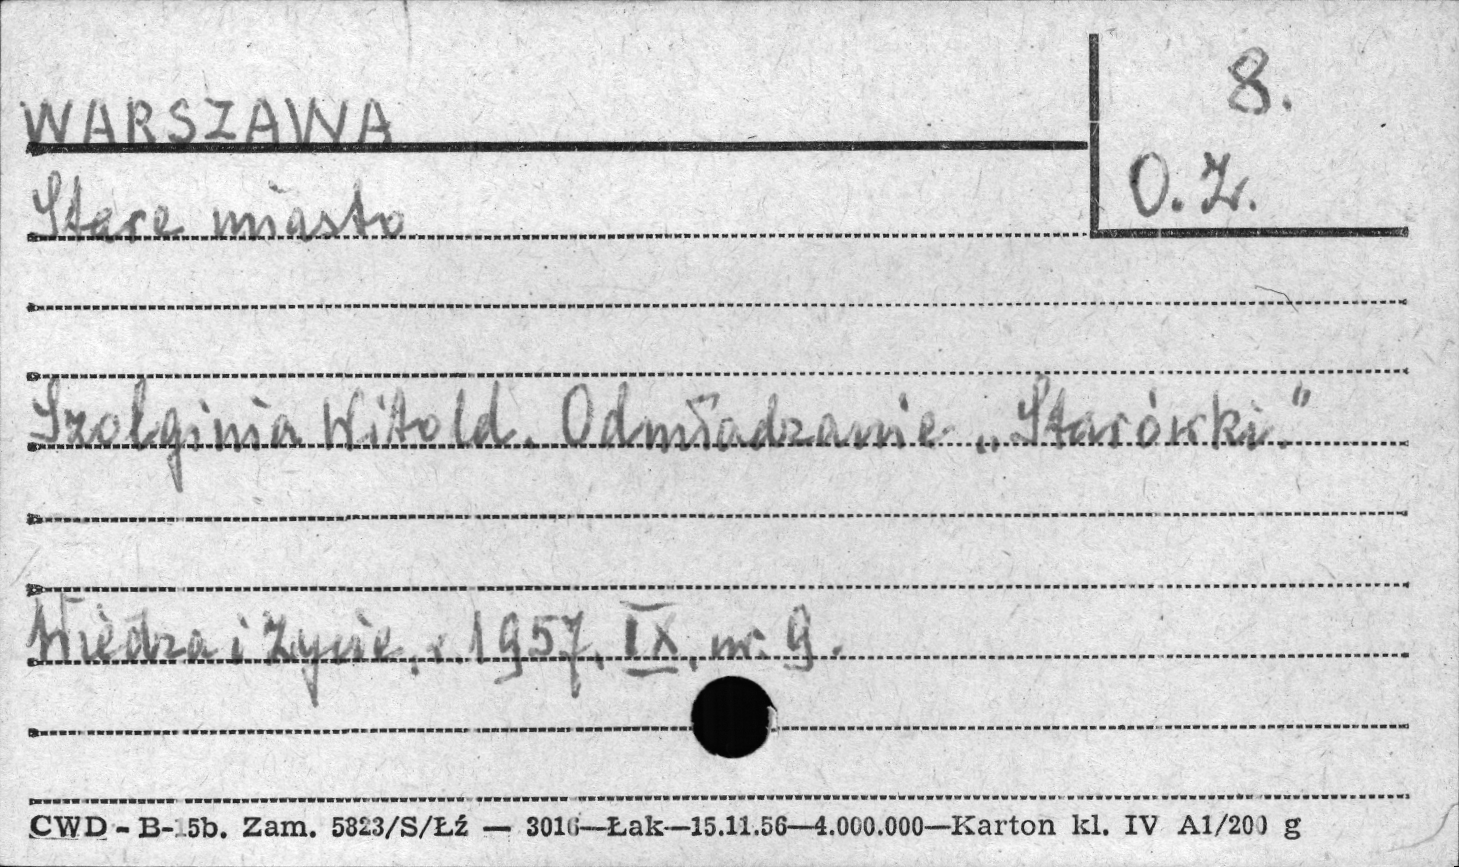 WARSZAWA
8.
O.Z.
Stare miasto
Szolginia Witold. Odmładzanie „Starówki."
Wiedza i Życie, r. 1957, IX, nr. 9.
CWD - B-15b. Zam. 5823/S/Łź — 3016—Łak—15.11.56—4.000.000—Karton kl. IV A1/200 g